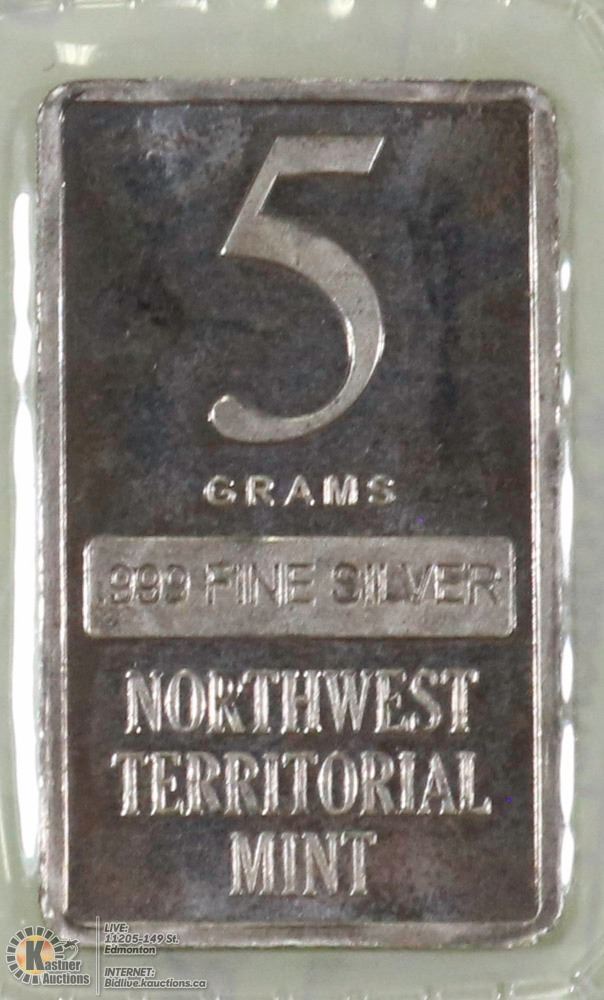 5
GRAMS
.999 FINE SILVER
NORTHWEST
TERRITORIAL
MINT
Kastner
Auctions
LIVE:
11205-149 St.
Edmonton
INTERNET:
Bidlive.kauctions.ca